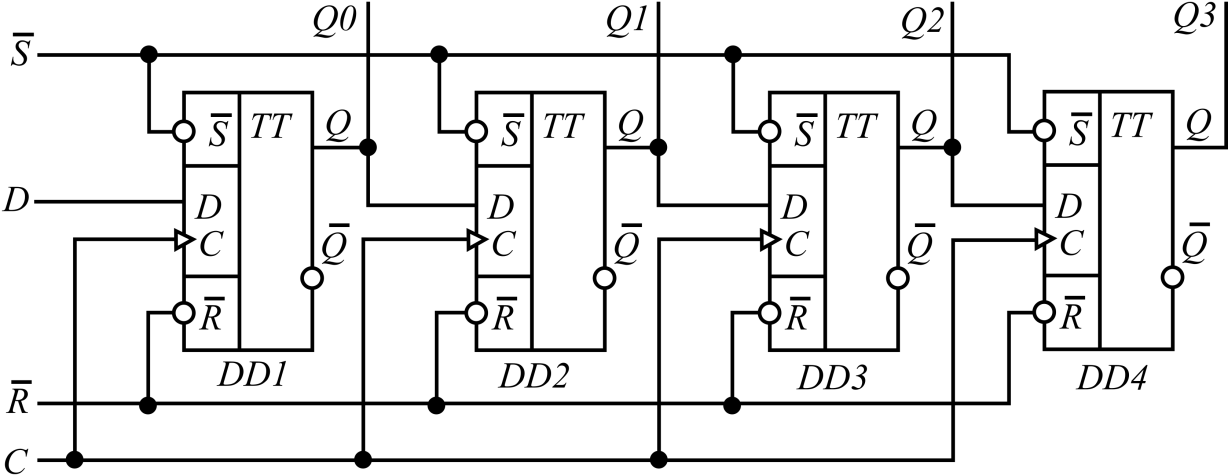 Q0 Q1 Q2 Q3
S̅
S̅ TT Q S̅ TT Q S̅ TT Q S̅ TT Q
D D D D D
C Q̅ C Q̅ C Q̅ C Q̅
R̅ R̅ R̅ R̅
DD1 DD2 DD3 DD4
R̅
C